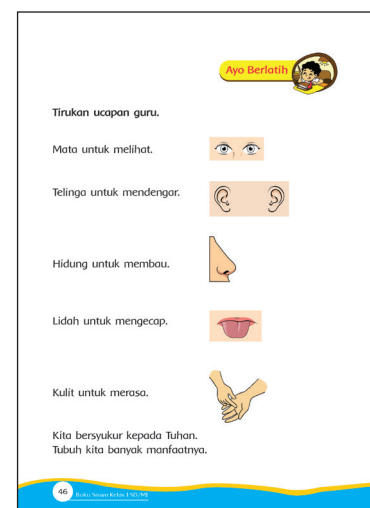 Ayo Berlatih
Tirukan ucapan guru.
Mata untuk melihat.
Telinga untuk mendengar.
Hidung untuk membau.
Lidah untuk mengecap.
Kulit untuk merasa.
Kita bersyukur kepada Tuhan.
Tubuh kita banyak manfaatnya.
46
Buku Siswa Kelas I SD/MI